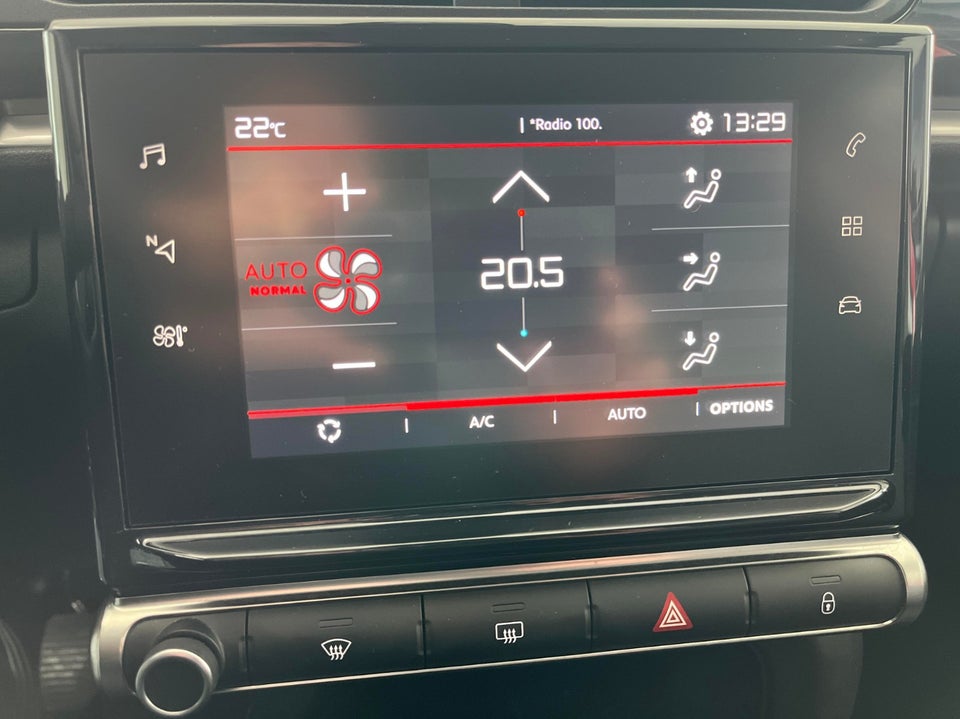 22°C
*Radio 100.
13:29
N
AUTO
NORMAL
20.5
A/C
AUTO
OPTIONS